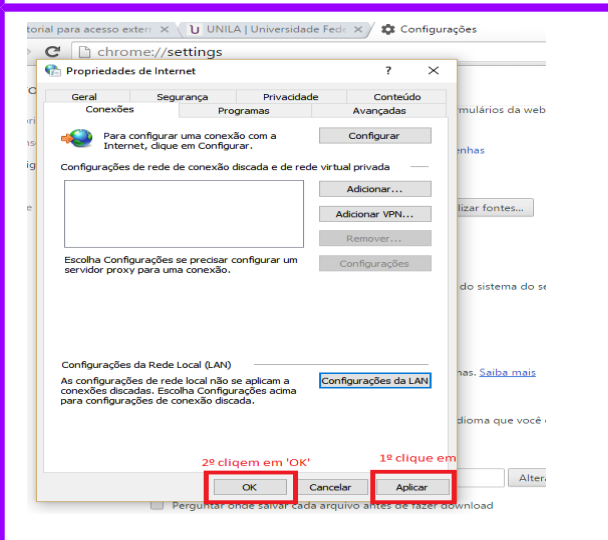 torial para acesso extern
UNILA | Universidade Fede
Configurações
chrome://settings
Propriedades de Internet
Geral
Segurança
Privacidade
Conteúdo
Conexões
Programas
Avançadas
Para configurar uma conexão com a
Internet, clique em Configurar.
Configurar
Configurações de rede de conexão discada e de rede virtual privada
Adicionar...
Adicionar VPN...
Remover...
Escolha Configurações se precisar configurar um
servidor proxy para uma conexão.
Configurações
Configurações da Rede Local (LAN)
As configurações de rede local não se aplicam a
conexões discadas. Escolha Configurações acima
para configurações de conexão discada.
Configurações da LAN
2º cliqem em 'OK'
1º clique em
OK
Cancelar
Aplicar
mulários da web
enhas
lizar fontes...
do sistema do se
nas. Saiba mais
dioma que você
Altera
Perguntar onde salvar cada arquivo antes de fazer download